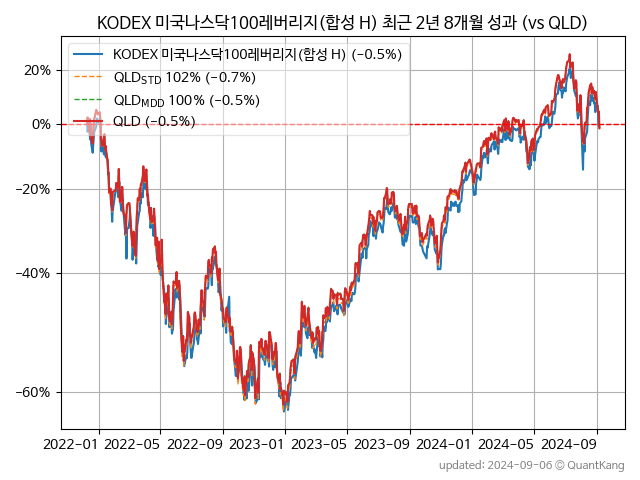 KODEX 미국나스닥100레버리지(합성 H) 최근 2년 8개월 성과 (vs QLD)
KODEX 미국나스닥100레버리지(합성 H) (−0.5%)
QLD_STD 102% (−0.7%)
QLD_MDD 100% (−0.5%)
QLD (−0.5%)
20%
0%
−20%
−40%
−60%
2022-01 2022-05 2022-09 2023-01 2023-05 2023-09 2024-01 2024-05 2024-09
updated: 2024-09-06 © QuantKang